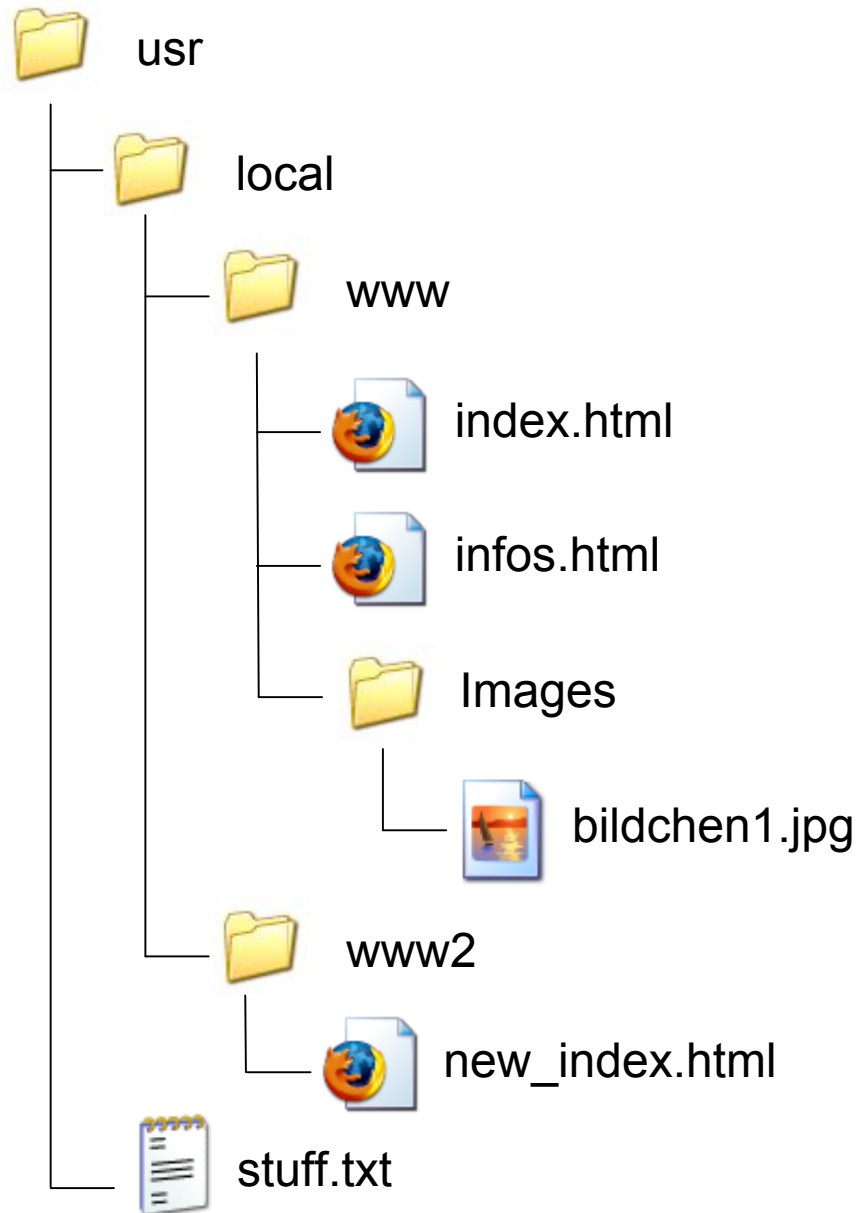 usr
local
www
index.html
infos.html
Images
bildchen1.jpg
www2
new_index.html
stuff.txt